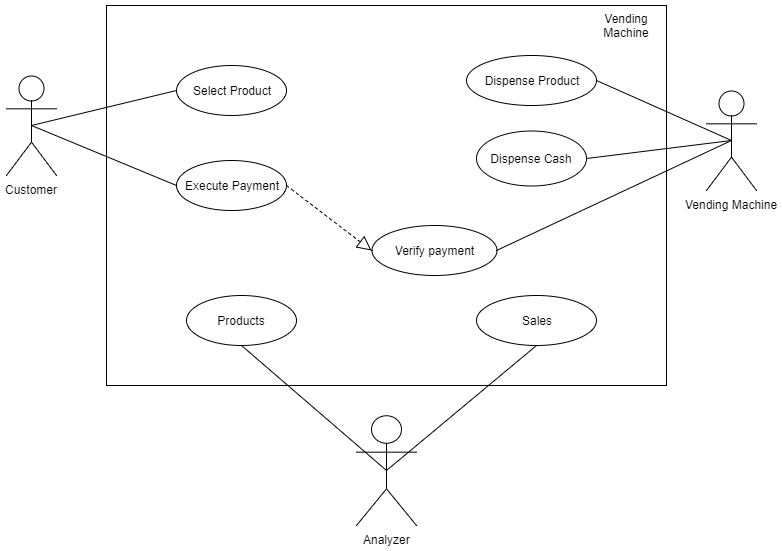 Vending
Machine
Select Product
Dispense Product
Dispense Cash
Execute Payment
Customer
Vending Machine
Verify payment
Products
Sales
Analyzer